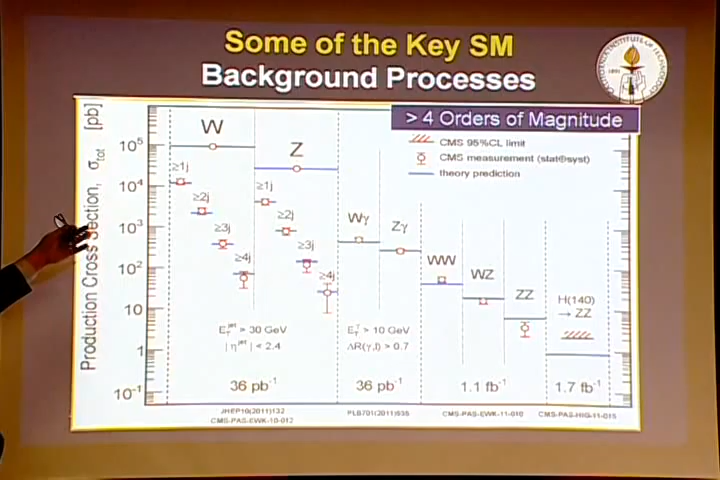 Some of the Key SM
Background Processes
> 4 Orders of Magnitude
Production Cross Section, σ_tot [pb]
10⁵
10⁴
10³
10²
10
1
10⁻¹
W
≥1j
≥2j
≥3j
≥4j
Z
≥1j
≥2j
≥3j
≥4j
Wγ
Zγ
WW
WZ
ZZ
H(140)
→ ZZ
CMS 95%CL limit
CMS measurement (stat⊕syst)
theory prediction
E_T^jet > 30 GeV
|η^jet| < 2.4
E_T^γ > 10 GeV
ΔR(γ,l) > 0.7
36 pb⁻¹
36 pb⁻¹
1.1 fb⁻¹
1.7 fb⁻¹
JHEP10(2011)132
CMS-PAS-EWK-10-012
PLB701(2011)535
CMS-PAS-EWK-11-010
CMS-PAS-HIG-11-015
1891